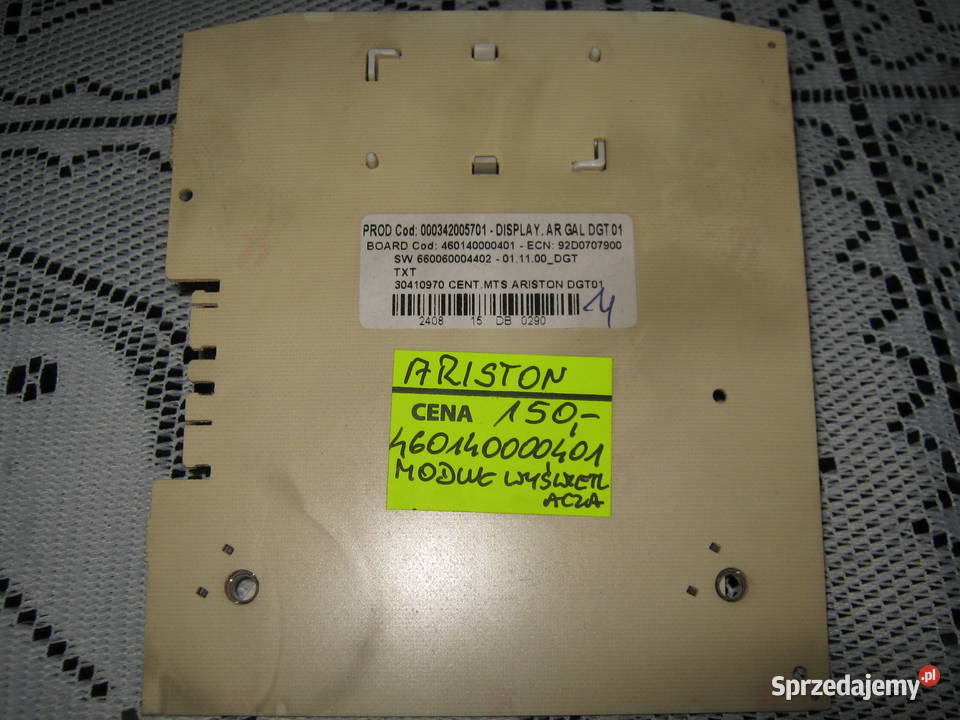 PROD Cod: 000342005701 - DISPLAY. AR GAL DGT 01
BOARD Cod: 460140000401 - ECN: 92D0707900
SW 660060004402 - 01.11.00_DGT
TXT
30410970 CENT.MTS ARISTON DGT01
2408 15 DB 0290
ARISTON
CENA 150,-
460140000401
MODUŁ WYŚWIETL
ACZA
Sprzedajemy.pl